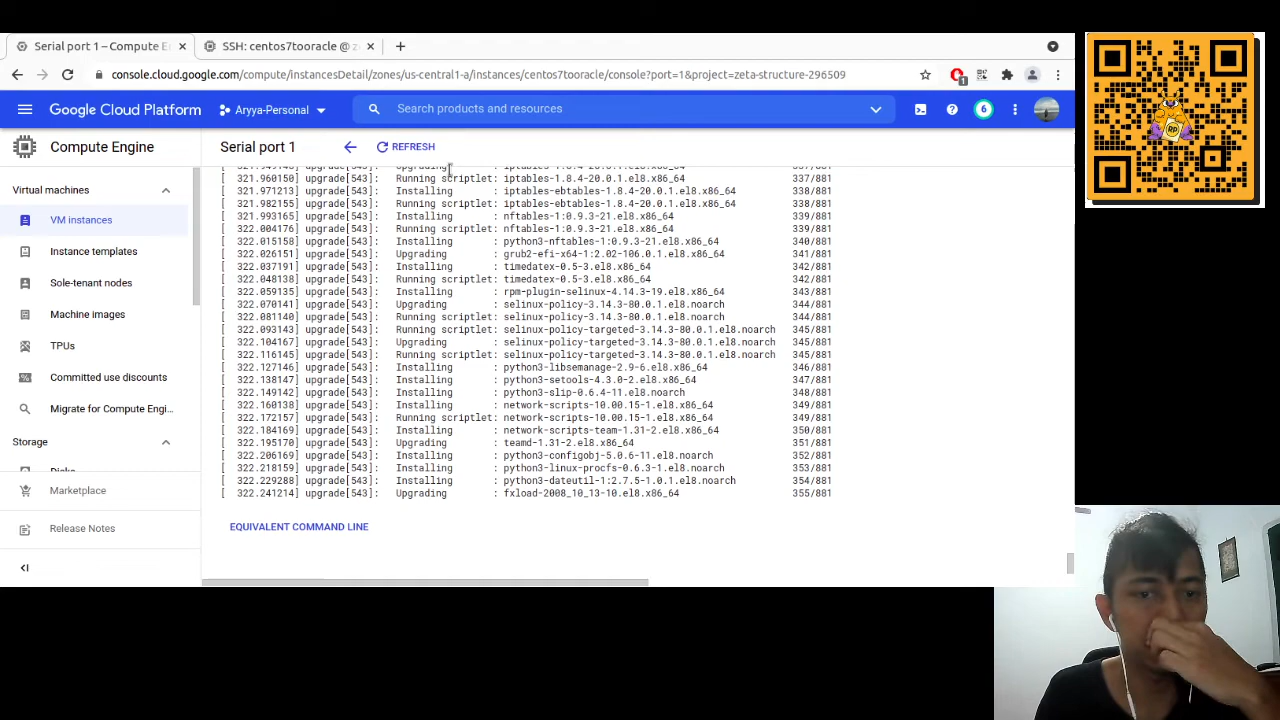 Serial port 1 – Compute E
SSH: centos7tooracle @ z
console.cloud.google.com/compute/instancesDetail/zones/us-central1-a/instances/centos7tooracle/console?port=1&project=zeta-structure-296509
1
Google Cloud Platform
Aryya-Personal
Search products and resources
6
Compute Engine
Serial port 1
REFRESH
Virtual machines
VM instances
Instance templates
Sole-tenant nodes
Machine images
TPUs
Committed use discounts
Migrate for Compute Engi...
Storage
Disks
Marketplace
Release Notes
[ 321.949148] upgrade[543]: Upgrading : iptables-1.8.4-20.0.1.el8.x86_64 337/881
[ 321.960150] upgrade[543]: Running scriptlet: iptables-1.8.4-20.0.1.el8.x86_64 337/881
[ 321.971213] upgrade[543]: Installing : iptables-ebtables-1.8.4-20.0.1.el8.x86_64 338/881
[ 321.982155] upgrade[543]: Running scriptlet: iptables-ebtables-1.8.4-20.0.1.el8.x86_64 338/881
[ 321.993165] upgrade[543]: Installing : nftables-1:0.9.3-21.el8.x86_64 339/881
[ 322.004176] upgrade[543]: Running scriptlet: nftables-1:0.9.3-21.el8.x86_64 339/881
[ 322.015158] upgrade[543]: Installing : python3-nftables-1:0.9.3-21.el8.x86_64 340/881
[ 322.026151] upgrade[543]: Upgrading : grub2-efi-x64-1:2.02-106.0.1.el8.x86_64 341/881
[ 322.037191] upgrade[543]: Installing : timedatex-0.5-3.el8.x86_64 342/881
[ 322.048138] upgrade[543]: Running scriptlet: timedatex-0.5-3.el8.x86_64 342/881
[ 322.059135] upgrade[543]: Installing : rpm-plugin-selinux-4.14.3-19.el8.x86_64 343/881
[ 322.070141] upgrade[543]: Upgrading : selinux-policy-3.14.3-80.0.1.el8.noarch 344/881
[ 322.081140] upgrade[543]: Running scriptlet: selinux-policy-3.14.3-80.0.1.el8.noarch 344/881
[ 322.093143] upgrade[543]: Running scriptlet: selinux-policy-targeted-3.14.3-80.0.1.el8.noarch 345/881
[ 322.104167] upgrade[543]: Upgrading : selinux-policy-targeted-3.14.3-80.0.1.el8.noarch 345/881
[ 322.116145] upgrade[543]: Running scriptlet: selinux-policy-targeted-3.14.3-80.0.1.el8.noarch 345/881
[ 322.127146] upgrade[543]: Installing : python3-libsemanage-2.9-6.el8.x86_64 346/881
[ 322.138147] upgrade[543]: Installing : python3-setools-4.3.0-2.el8.x86_64 347/881
[ 322.149142] upgrade[543]: Installing : python3-slip-0.6.4-11.el8.noarch 348/881
[ 322.160138] upgrade[543]: Installing : network-scripts-10.00.15-1.el8.x86_64 349/881
[ 322.172157] upgrade[543]: Running scriptlet: network-scripts-10.00.15-1.el8.x86_64 349/881
[ 322.184169] upgrade[543]: Installing : network-scripts-team-1.31-2.el8.x86_64 350/881
[ 322.195170] upgrade[543]: Upgrading : teamd-1.31-2.el8.x86_64 351/881
[ 322.206169] upgrade[543]: Installing : python3-configobj-5.0.6-11.el8.noarch 352/881
[ 322.218159] upgrade[543]: Installing : python3-linux-procfs-0.6.3-1.el8.noarch 353/881
[ 322.229288] upgrade[543]: Installing : python3-dateutil-1:2.7.5-1.0.1.el8.noarch 354/881
[ 322.241214] upgrade[543]: Upgrading : fxload-2008_10_13-10.el8.x86_64 355/881
EQUIVALENT COMMAND LINE
RP